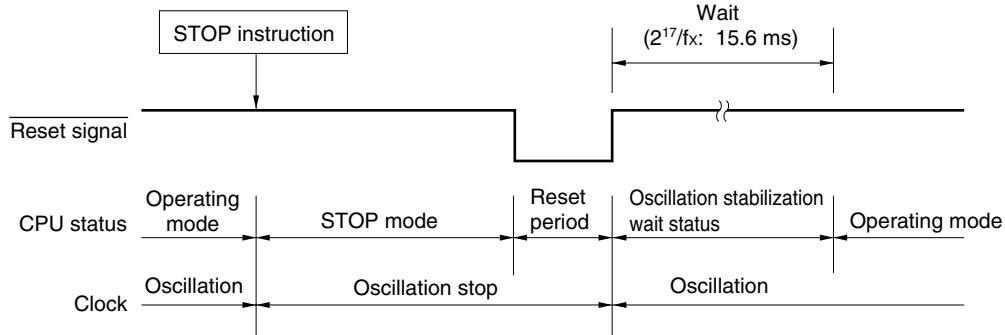 Wait
(2¹⁷/fx: 15.6 ms)
STOP instruction
Reset signal
CPU status
Operating
mode
STOP mode
Reset
period
Oscillation stabilization
wait status
Operating mode
Clock
Oscillation
Oscillation stop
Oscillation